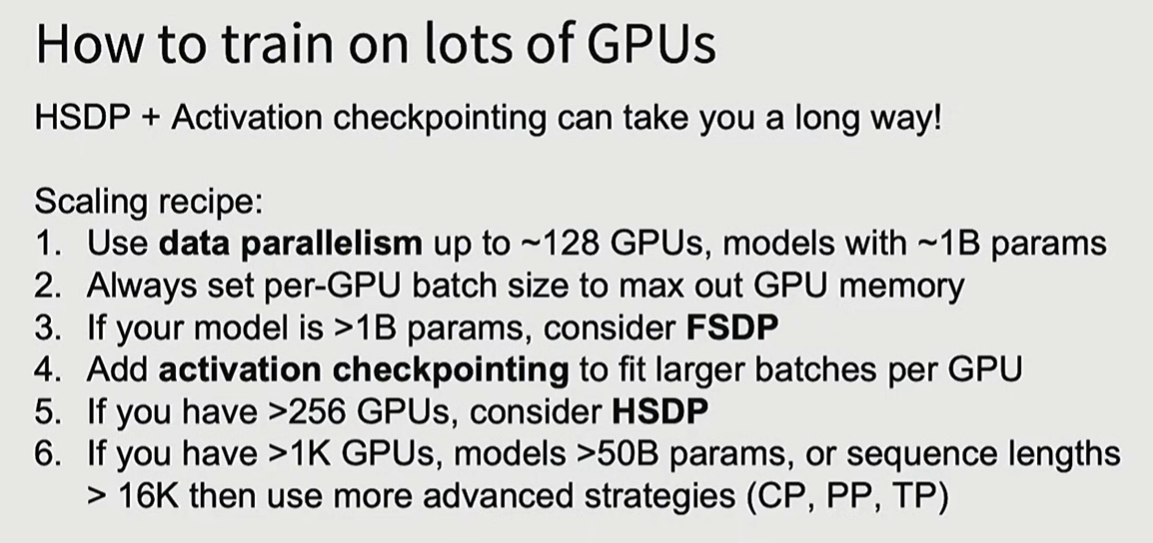 How to train on lots of GPUs
HSDP + Activation checkpointing can take you a long way!
Scaling recipe:
1. Use data parallelism up to ~128 GPUs, models with ~1B params
2. Always set per-GPU batch size to max out GPU memory
3. If your model is >1B params, consider FSDP
4. Add activation checkpointing to fit larger batches per GPU
5. If you have >256 GPUs, consider HSDP
6. If you have >1K GPUs, models >50B params, or sequence lengths
> 16K then use more advanced strategies (CP, PP, TP)